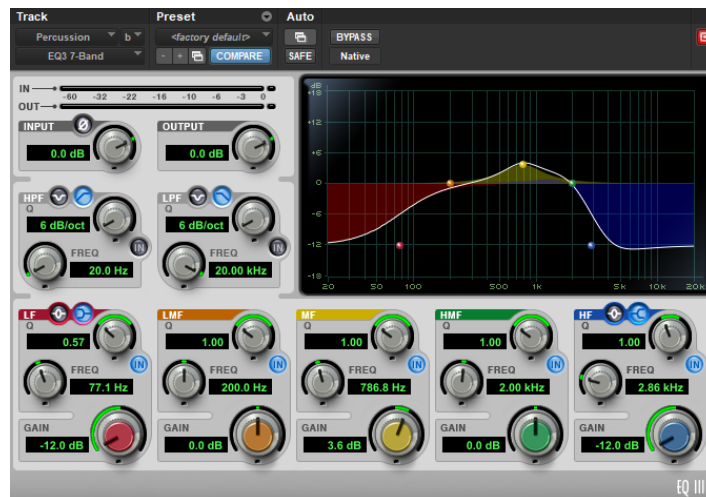 Track Preset Auto
Percussion b <factory default> BYPASS
EQ3 7-Band - + COMPARE SAFE Native
IN -60 -32 -22 -16 -10 -6 -3 0
OUT
INPUT Ø OUTPUT
0.0 dB 0.0 dB
HPF LPF
Q Q
6 dB/oct 6 dB/oct
IN IN
FREQ FREQ
20.0 Hz 20.00 kHz
dB
+18
+12
+6
0
-6
-12
-18
20 50 100 500 1k 5k 10k 20k
LF LMF MF HMF HF
Q Q Q Q Q
0.57 1.00 1.00 1.00 1.00
IN IN IN IN IN
FREQ FREQ FREQ FREQ FREQ
77.1 Hz 200.0 Hz 786.8 Hz 2.00 kHz 2.86 kHz
GAIN GAIN GAIN GAIN GAIN
-12.0 dB 0.0 dB 3.6 dB 0.0 dB -12.0 dB
EQ III